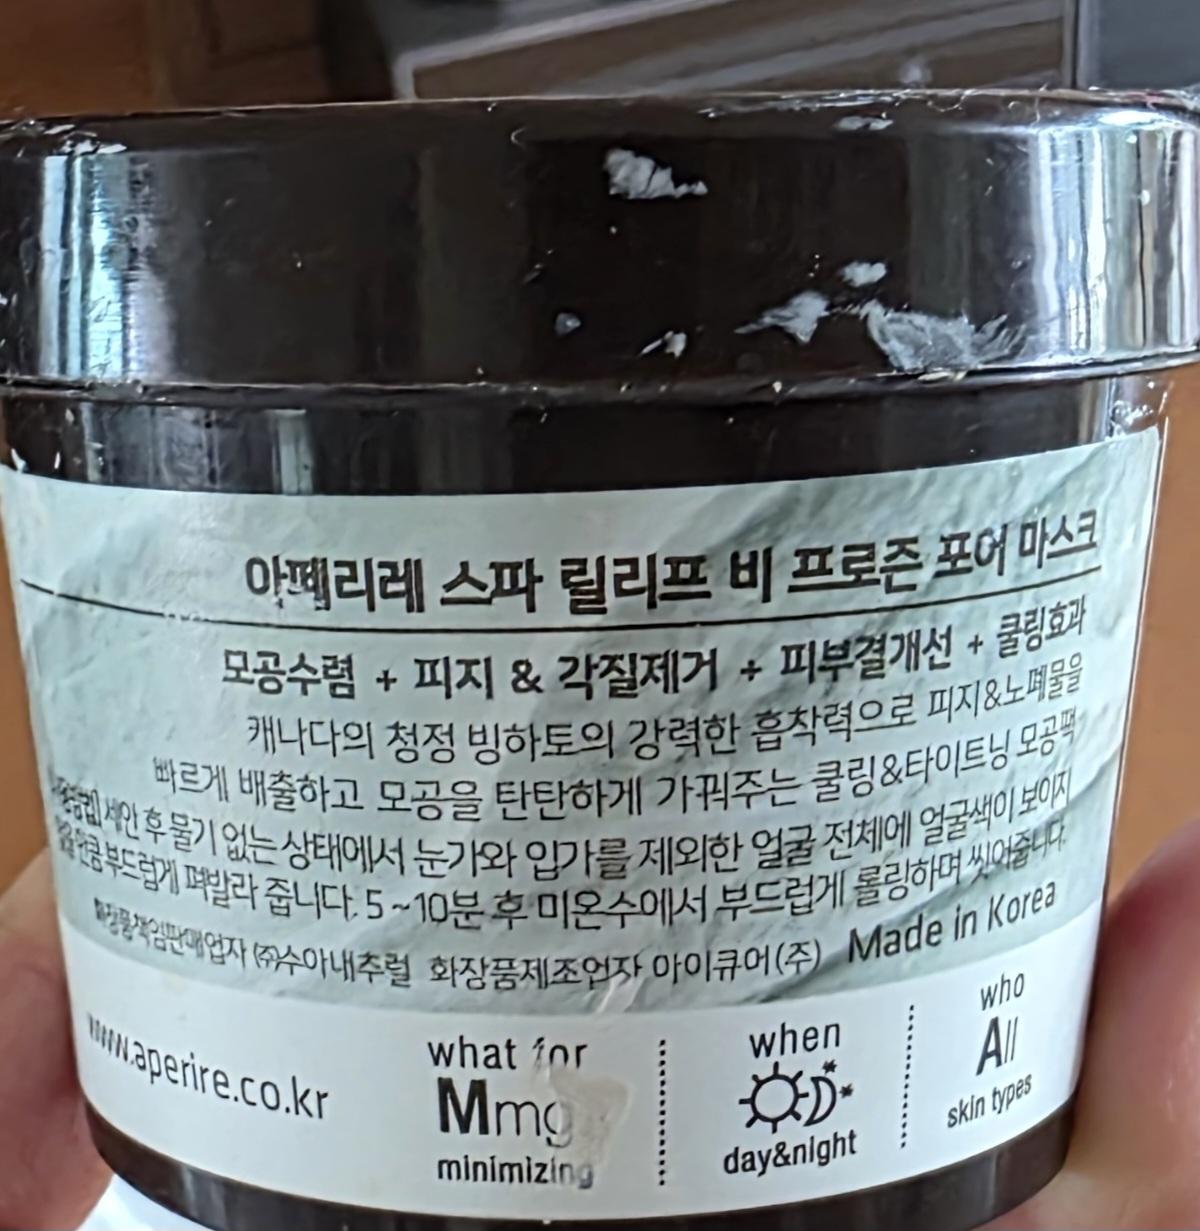 아페리레 스파 릴리프 비 프로즌 포어 마스크
모공수렴 + 피지 & 각질제거 + 피부결개선 + 쿨링효과
캐나다의 청정 빙하토의 강력한 흡착력으로 피지&노폐물을
빠르게 배출하고 모공을 탄탄하게 가꿔주는 쿨링&타이트닝 모공팩
세안 후 물기 없는 상태에서 눈가와 입가를 제외한 얼굴 전체에 얼굴색이 보이지
않을 만큼 부드럽게 펴발라 줍니다. 5~10분 후 미온수에서 부드럽게 롤링하며 씻어줍니다.
화장품책임판매업자 ㈜수아내추럴 화장품제조업자 아이큐어(주) Made in Korea
www.aperire.co.kr
what for
Mmg
minimizing
when
day&night
who
All
skin types